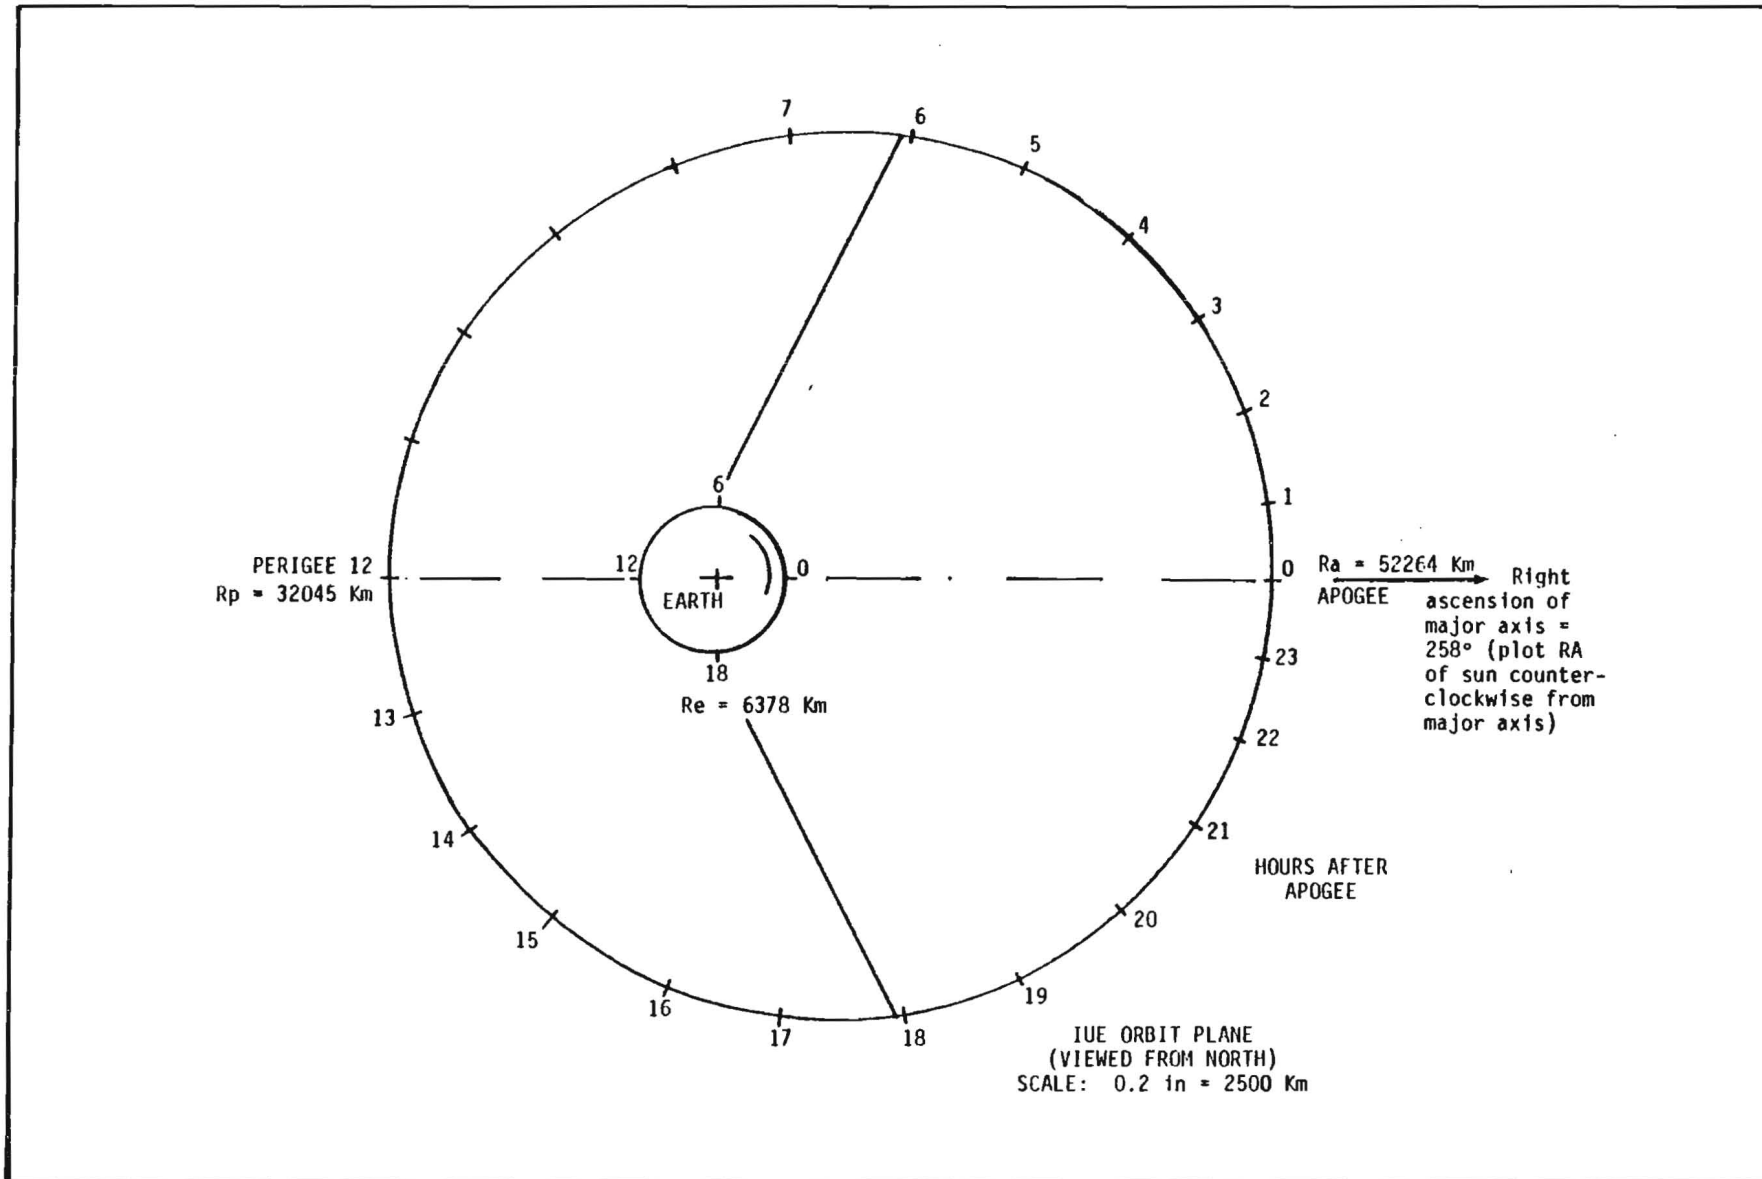 7
6
5
4
3
2
1
6
PERIGEE 12
Rp = 32045 Km
12
0
EARTH
18
Re = 6378 Km
0
Ra = 52264 Km
APOGEE
Right
ascension of
major axis =
258° (plot RA
of sun counter-
clockwise from
major axis)
23
22
21
20
19
18
17
16
15
14
13
HOURS AFTER
APOGEE
IUE ORBIT PLANE
(VIEWED FROM NORTH)
SCALE: 0.2 in = 2500 Km